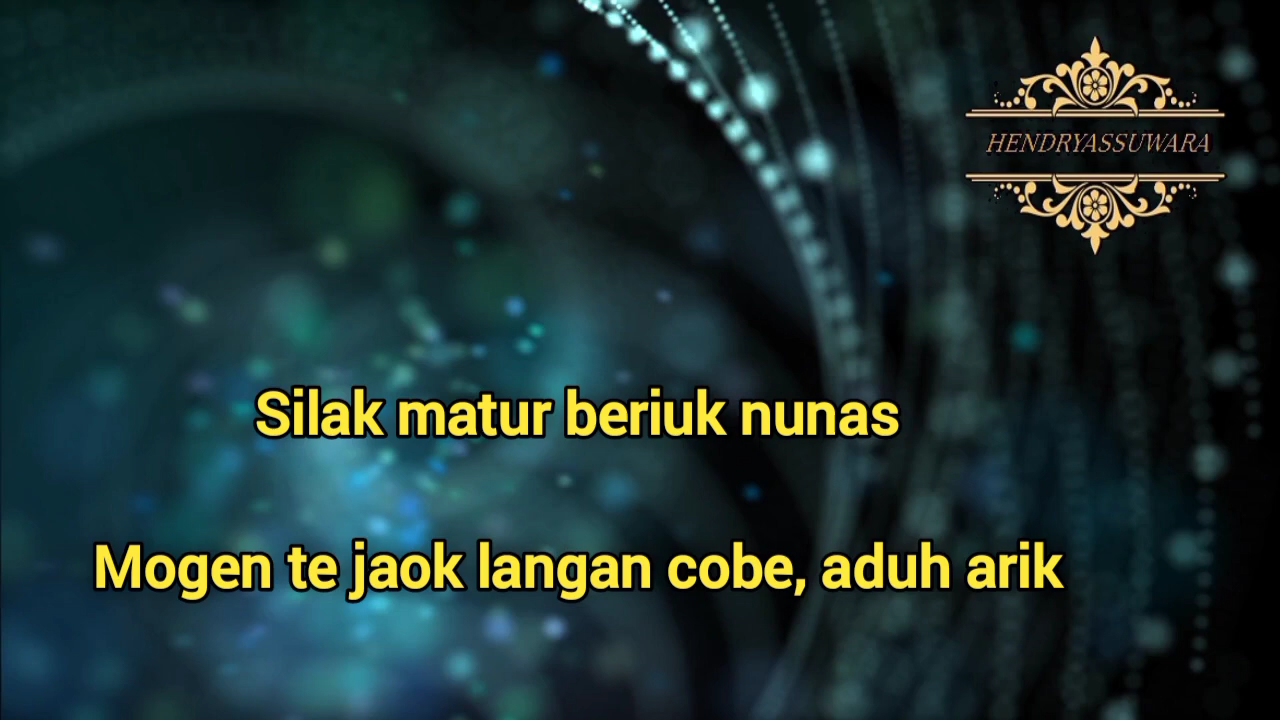 HENDRYASSUWARA
Silak matur beriuk nunas
Mogen te jaok langan cobe, aduh arik